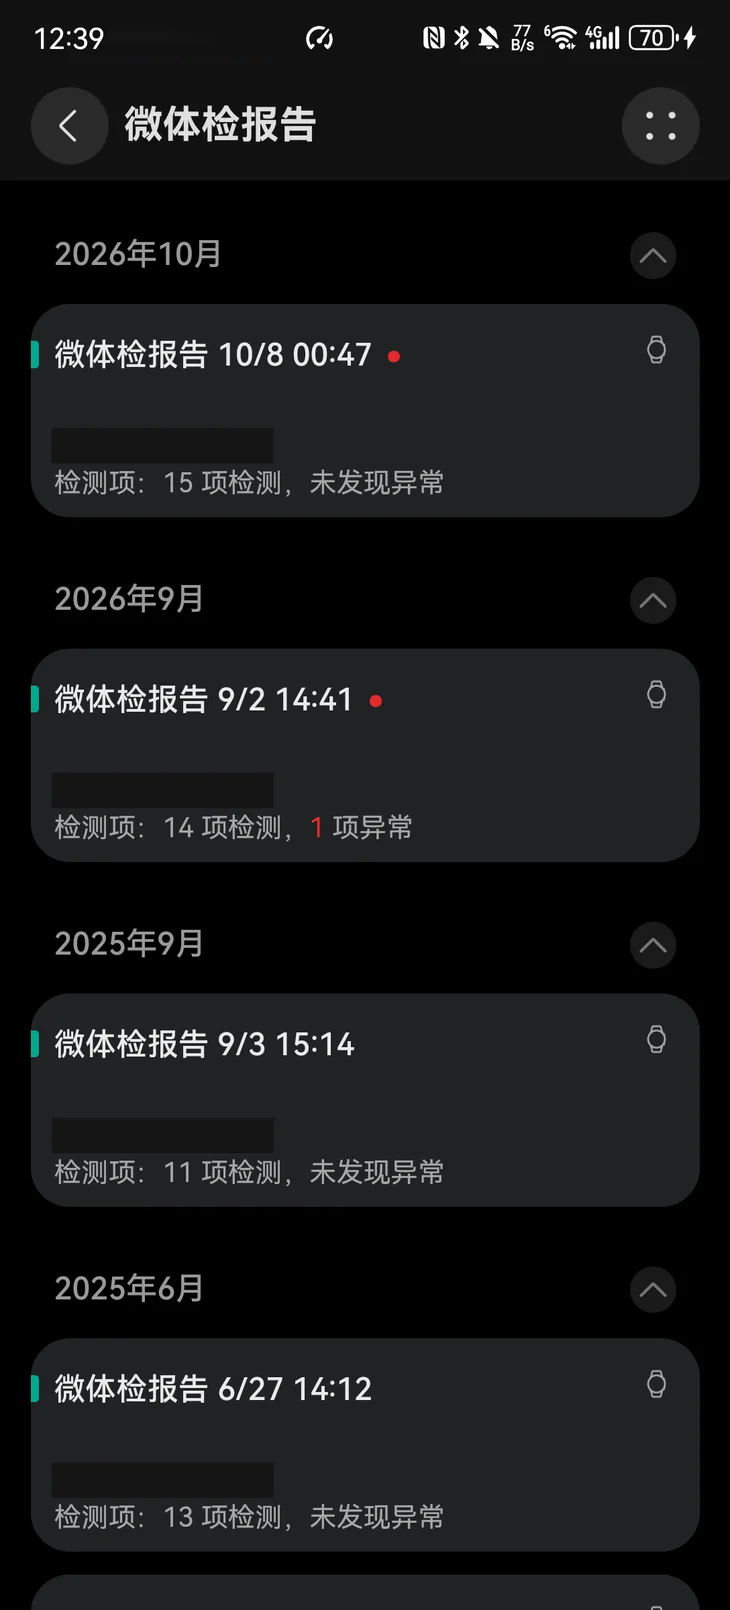 12:39
77 B/s 6 4G 70
微体检报告
2026年10月
微体检报告 10/8 00:47
检测项：15 项检测，未发现异常
2026年9月
微体检报告 9/2 14:41
检测项：14 项检测，1 项异常
2025年9月
微体检报告 9/3 15:14
检测项：11 项检测，未发现异常
2025年6月
微体检报告 6/27 14:12
检测项：13 项检测，未发现异常